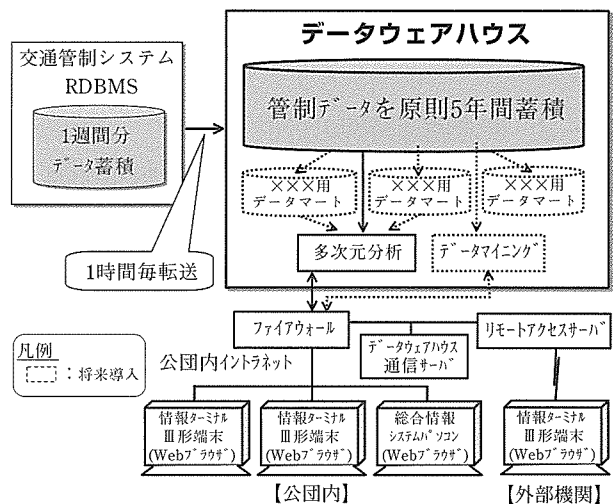 データウェアハウス
交通管制システム
RDBMS
1週間分
データ蓄積
管制データを原則5年間蓄積
×××用
データマート
×××用
データマート
×××用
データマート
多次元分析
データマイニング
1時間毎転送
ファイアウォール
データウェアハウス
通信サーバ
リモートアクセスサーバ
凡例
:将来導入
公団内イントラネット
情報ターミナル
Ⅲ形端末
(Webブラウザ)
情報ターミナル
Ⅲ形端末
(Webブラウザ)
総合情報
システムパソコン
(Webブラウザ)
情報ターミナル
Ⅲ形端末
(Webブラウザ)
【公団内】
【外部機関】